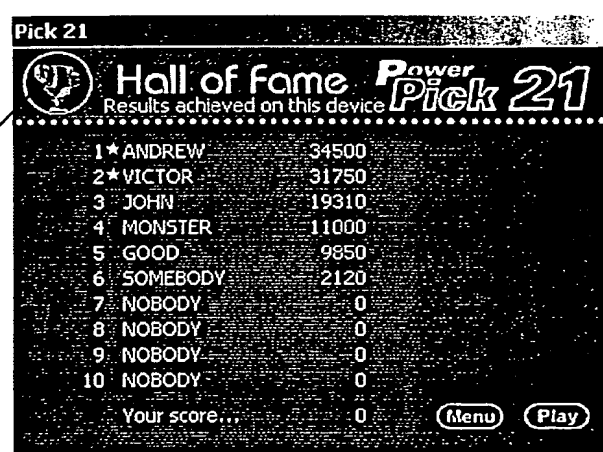 Pick 21
Hall of Fame Power Pick 21
Results achieved on this device
1★ANDREW 34500
2★VICTOR 31750
3 JOHN 19310
4 MONSTER 11000
5 GOOD 9850
6 SOMEBODY 2120
7 NOBODY 0
8 NOBODY 0
9 NOBODY 0
10 NOBODY 0
Your score... 0 Menu Play